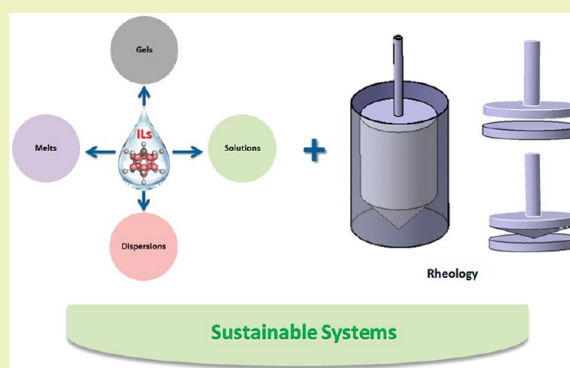 Gels
Melts
ILs
Solutions
+
Dispersions
Rheology
Sustainable Systems